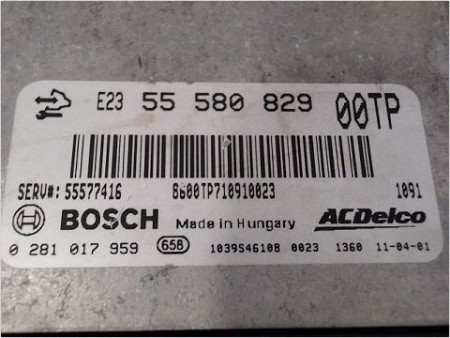 E23 55 580 829 00TP
SERV#: 55577416 8600TP710910023 1091
BOSCH Made in Hungary ACDelco
0 281 017 959 658 1039S46108 0023 1360 11-04-01